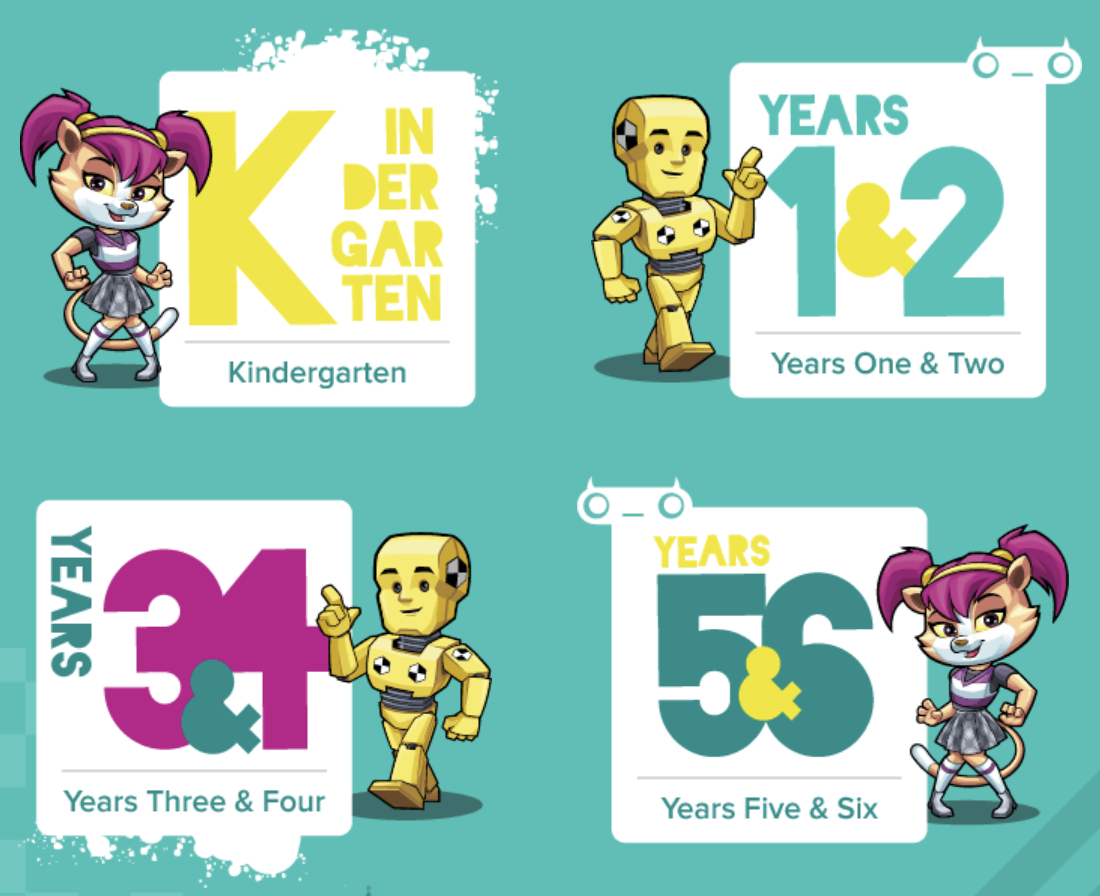 K
IN
DER
GAR
TEN
Kindergarten
YEARS
1&2
Years One & Two
YEARS
3&4
Years Three & Four
YEARS
5&6
Years Five & Six